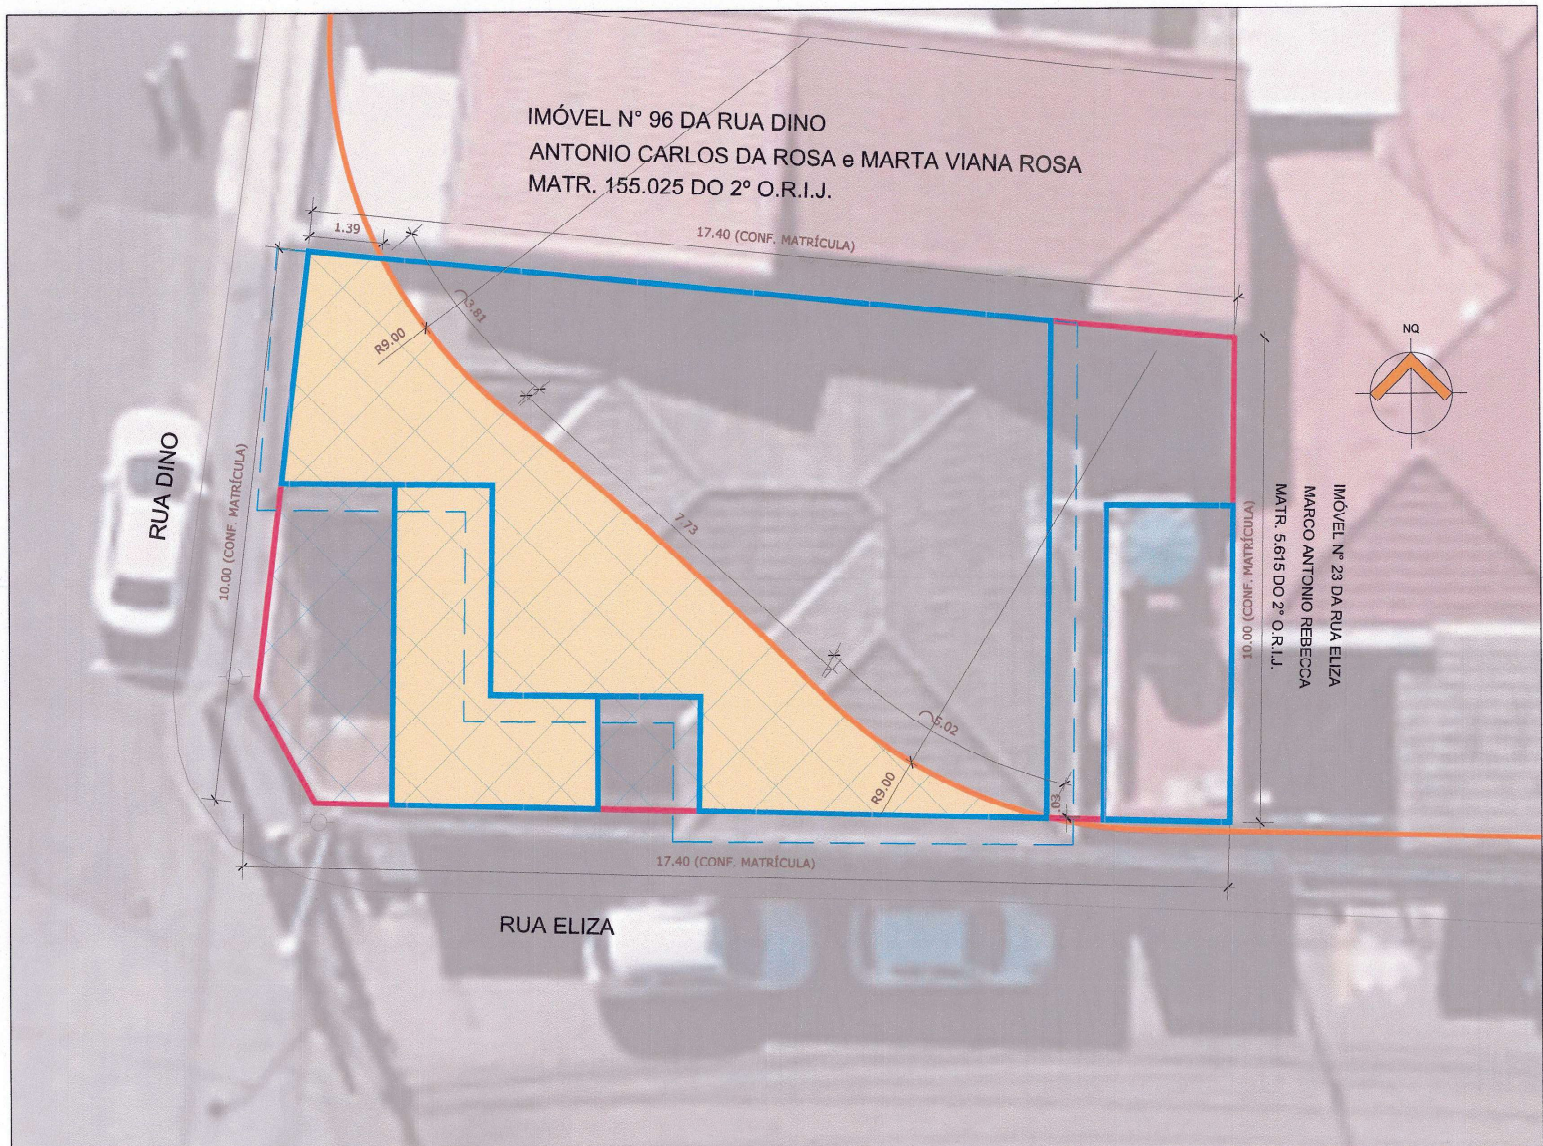 IMÓVEL N° 96 DA RUA DINO
ANTONIO CARLOS DA ROSA e MARTA VIANA ROSA
MATR. 155.025 DO 2º O.R.I.J.
1.39
17.40 (CONF. MATRÍCULA)
3.81
R9.00
NQ
RUA DINO
10.00 (CONF. MATRÍCULA)
7.73
IMÓVEL N° 23 DA RUA ELIZA
MARCO ANTONIO REBECCA
MATR. 5.615 DO 2° O.R.I.J.
10.00 (CONF. MATRÍCULA)
5.02
R9.00
.03
17.40 (CONF. MATRÍCULA)
RUA ELIZA